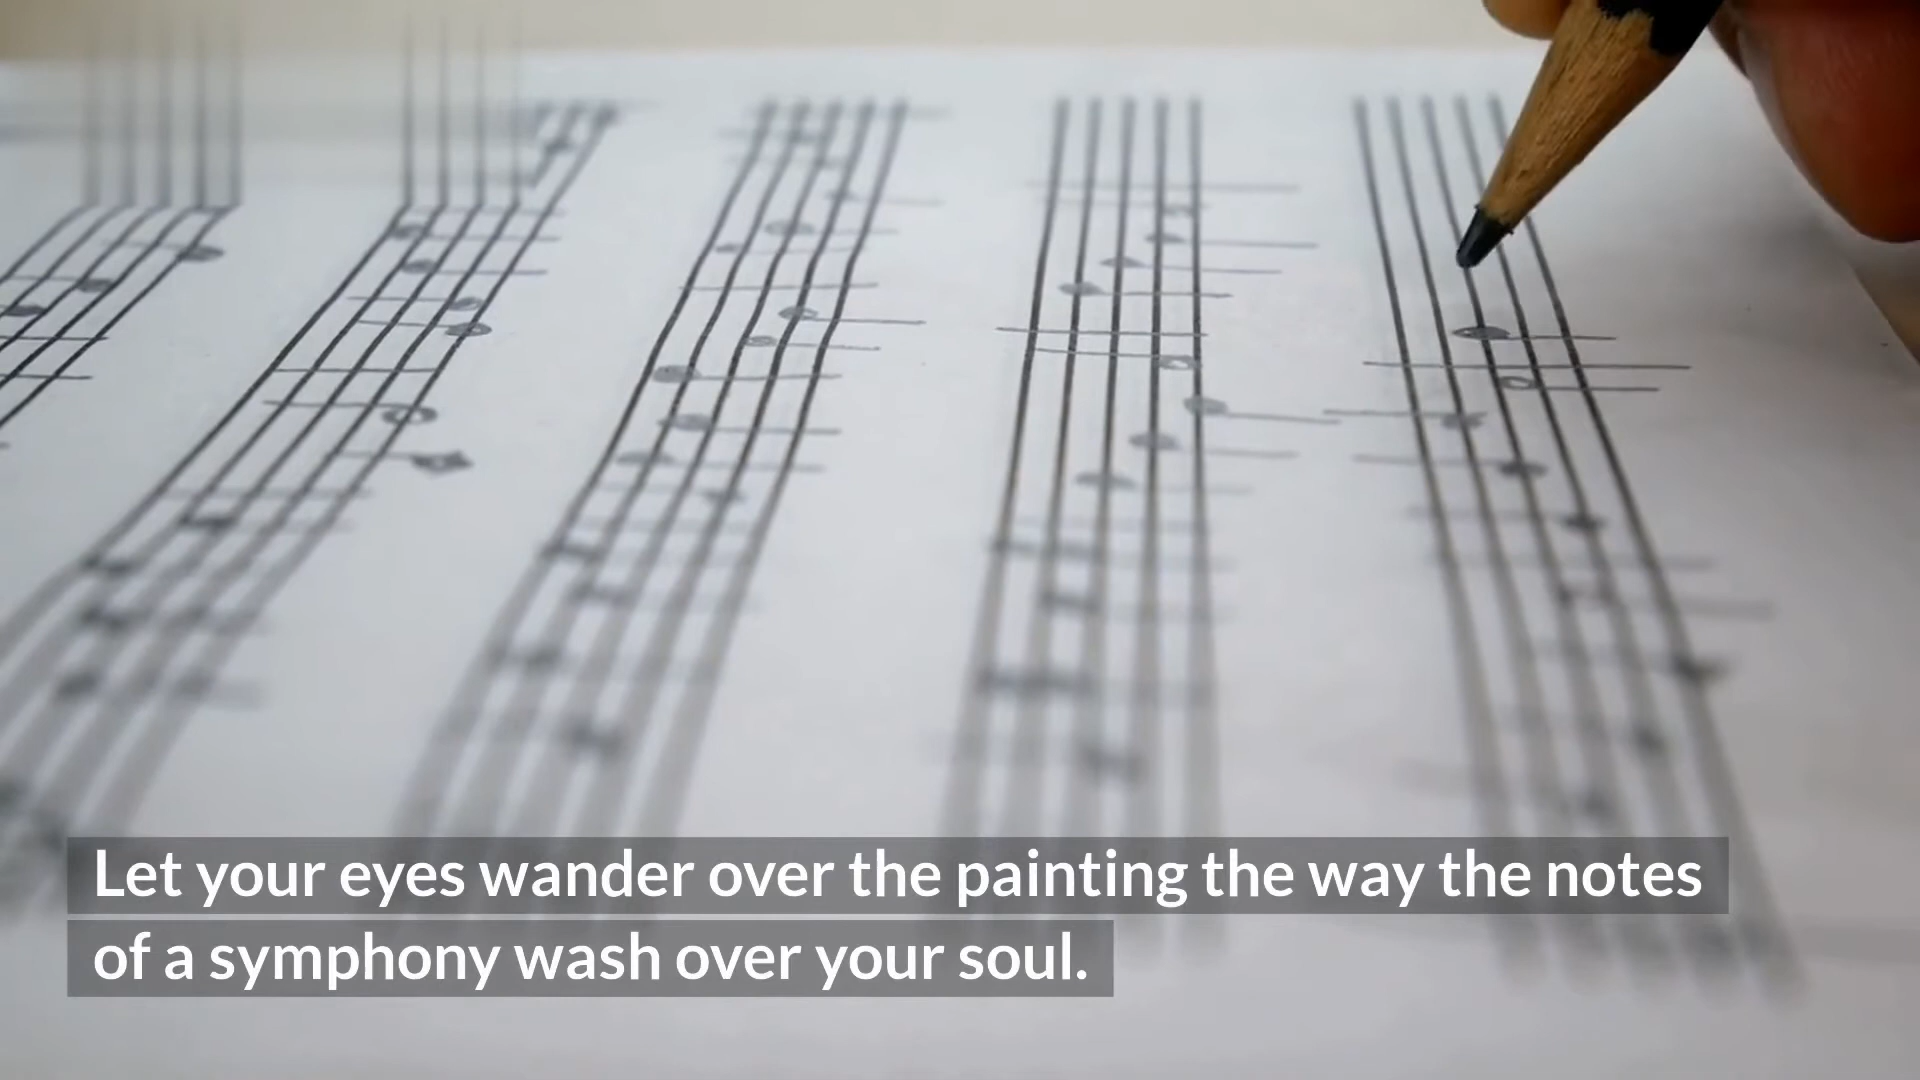 Let your eyes wander over the painting the way the notes
of a symphony wash over your soul.